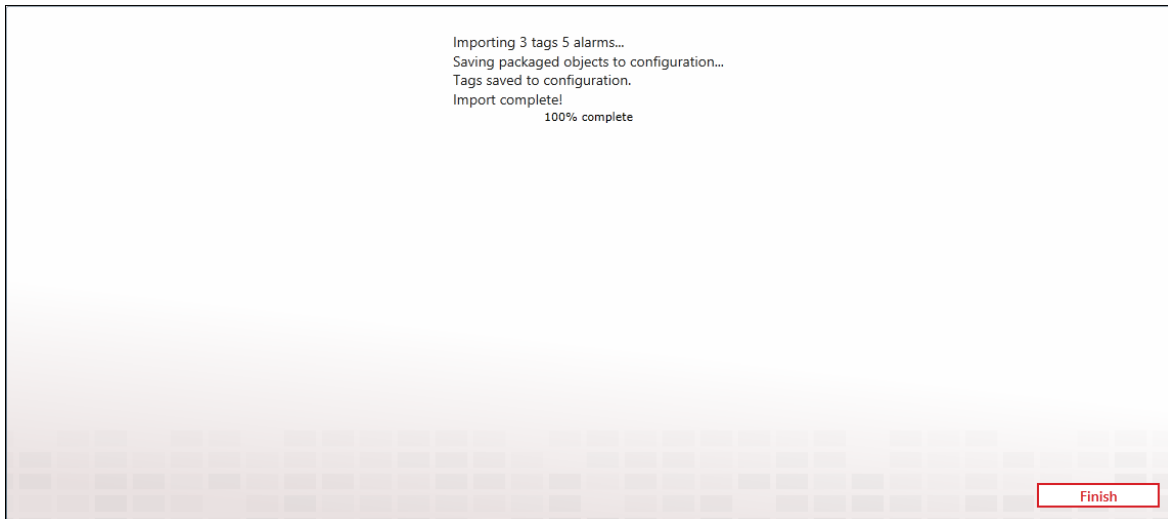 Importing 3 tags 5 alarms...
Saving packaged objects to configuration...
Tags saved to configuration.
Import complete!
100% complete
Finish